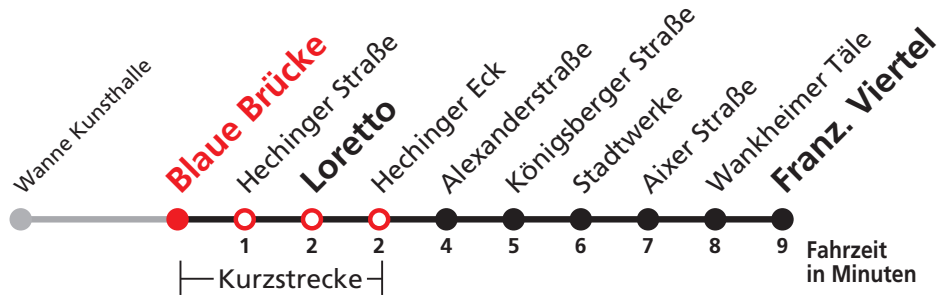 Wanne Kunsthalle
Blaue Brücke
Hechinger Straße
Loretto
Hechinger Eck
Alexanderstraße
Königsberger Straße
Stadtwerke
Aixer Straße
Wankheimer Täle
Franz. Viertel
1 2 2 4 5 6 7 8 9 Fahrzeit
in Minuten
Kurzstrecke